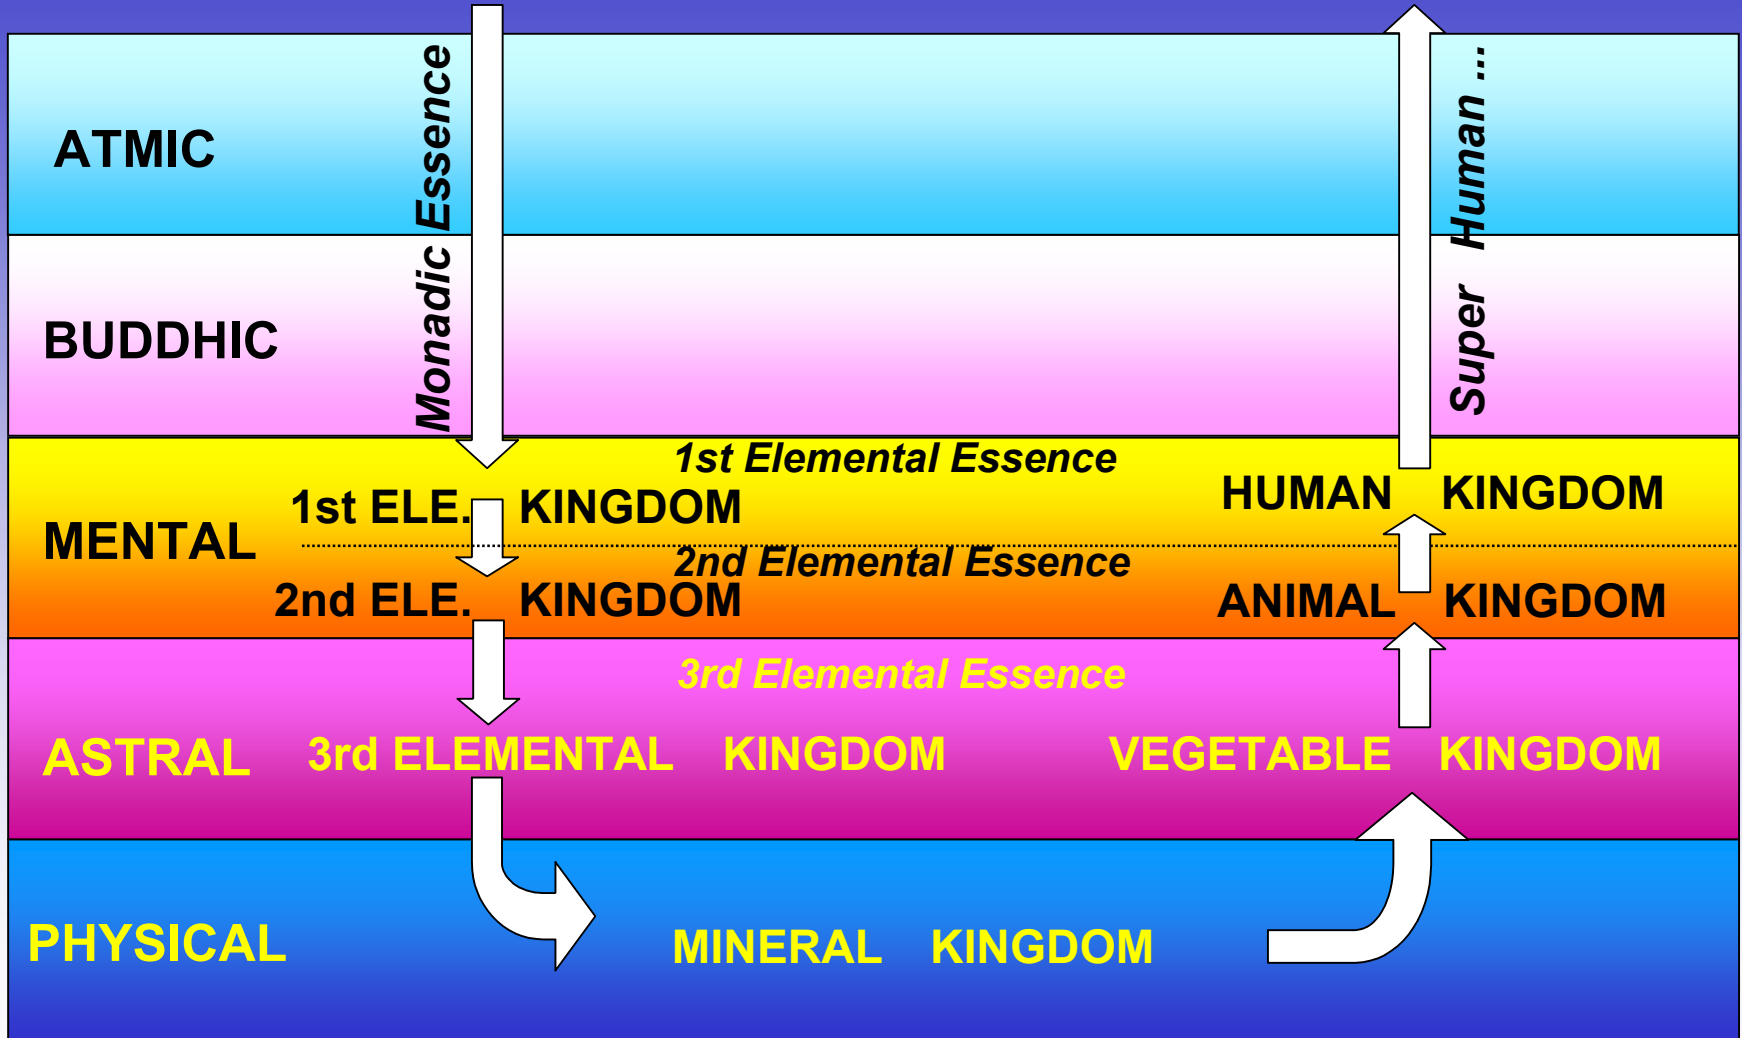 Monadic Essence
Super Human ...
ATMIC
BUDDHIC
1st Elemental Essence
1st ELE. KINGDOM
HUMAN KINGDOM
MENTAL
2nd Elemental Essence
2nd ELE. KINGDOM
ANIMAL KINGDOM
3rd Elemental Essence
ASTRAL
3rd ELEMENTAL KINGDOM
VEGETABLE KINGDOM
PHYSICAL
MINERAL KINGDOM